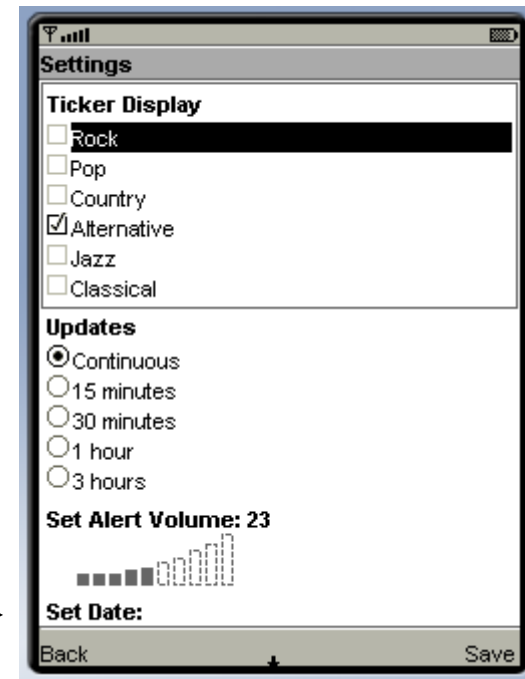 Settings
Ticker Display
Rock
Pop
Country
Alternative
Jazz
Classical
Updates
Continuous
15 minutes
30 minutes
1 hour
3 hours
Set Alert Volume: 23
Set Date:
Back Save